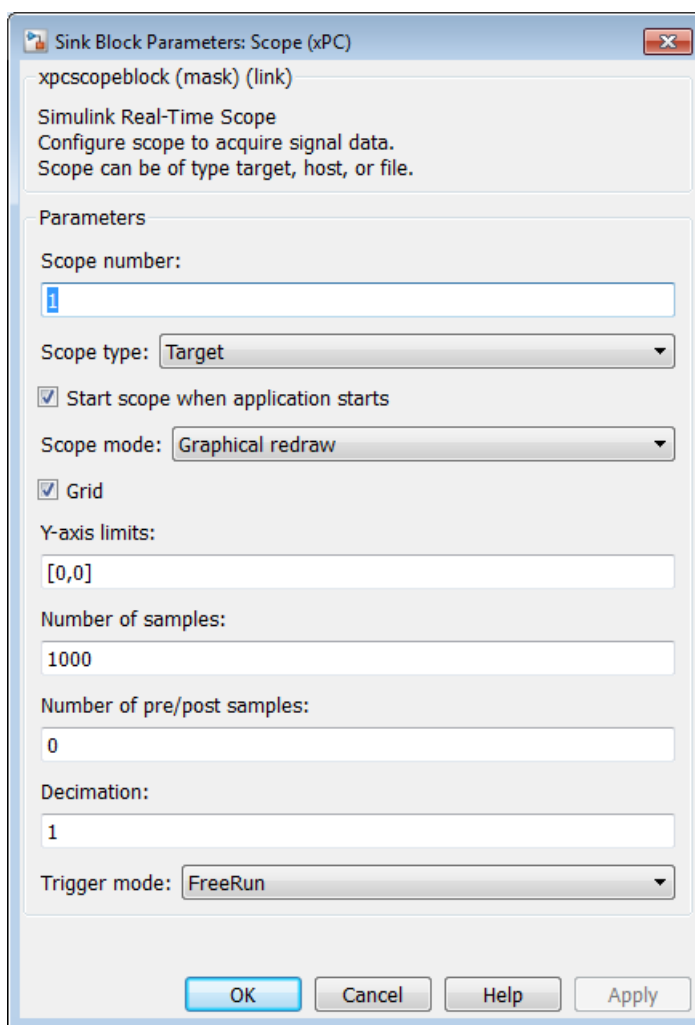 Sink Block Parameters: Scope (xPC)
xpcscopeblock (mask) (link)
Simulink Real-Time Scope
Configure scope to acquire signal data.
Scope can be of type target, host, or file.
Parameters
Scope number:
1
Scope type: Target
Start scope when application starts
Scope mode: Graphical redraw
Grid
Y-axis limits:
[0,0]
Number of samples:
1000
Number of pre/post samples:
0
Decimation:
1
Trigger mode: FreeRun
OK Cancel Help Apply